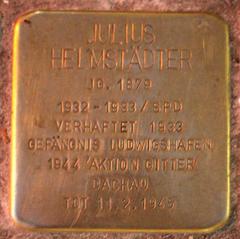 JULIUS
HELMSTÄDTER
JG. 1879
1932 - 1933 / SPD
VERHAFTET 1933
GEFÄNGNIS LUDWIGSHAFEN
1944 'AKTION GITTER'
DACHAU
TOT 11.2.1945